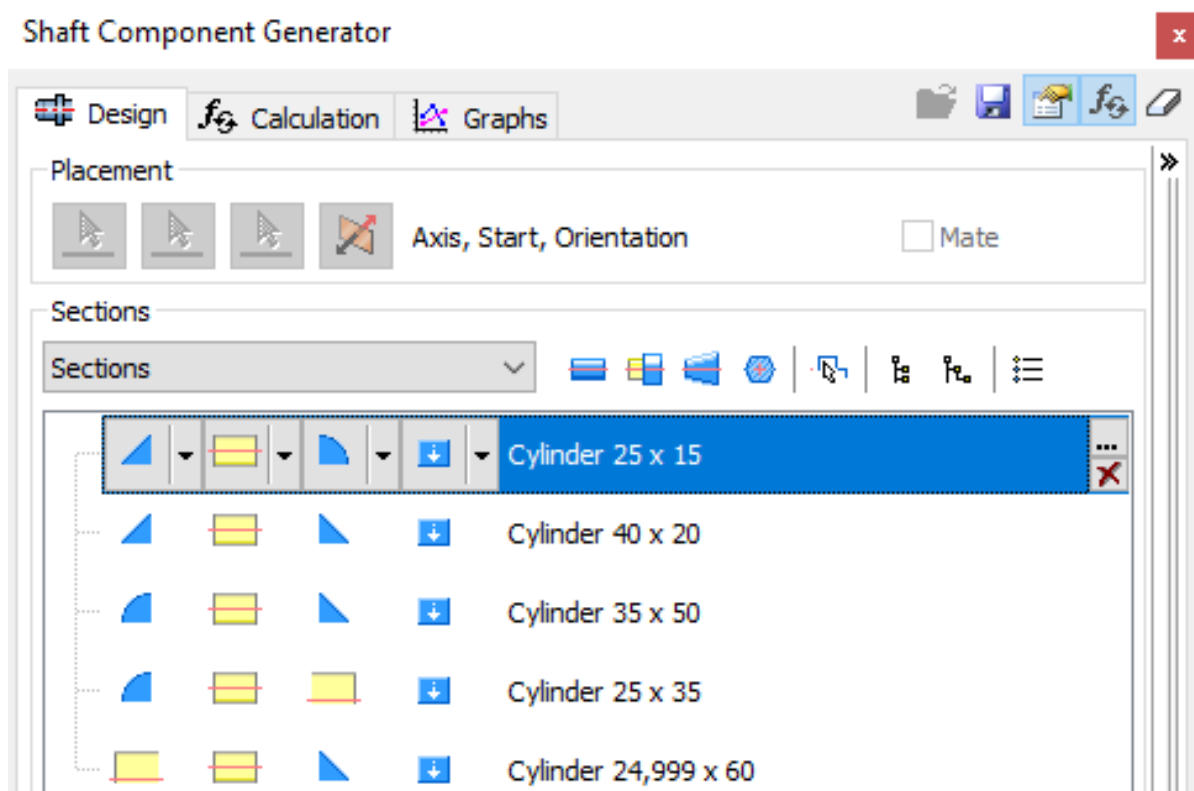 Shaft Component Generator
x
Design
Calculation
Graphs
Placement
Axis, Start, Orientation
Mate
Sections
Sections
Cylinder 25 x 15
...
Cylinder 40 x 20
Cylinder 35 x 50
Cylinder 25 x 35
Cylinder 24,999 x 60